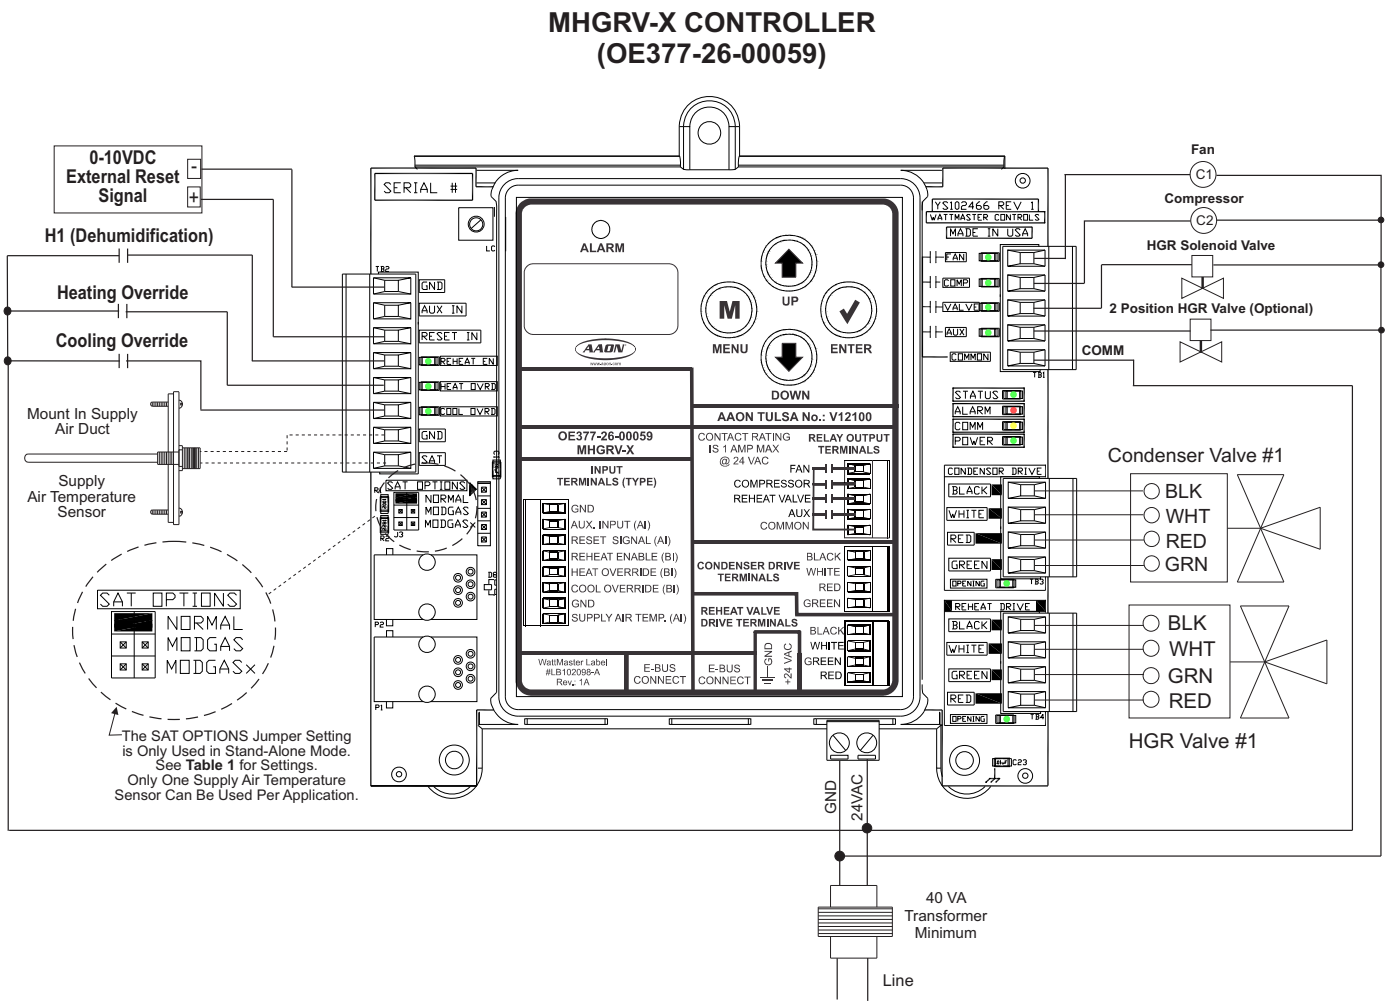 MHGRV-X CONTROLLER
(OE377-26-00059)
0-10VDC
External Reset
Signal
-
+
H1 (Dehumidification)
Heating Override
Cooling Override
Mount In Supply
Air Duct
Supply
Air Temperature
Sensor
SAT OPTIONS
NORMAL
MODGAS
MODGASx
The SAT OPTIONS Jumper Setting
is Only Used in Stand-Alone Mode.
See Table 1 for Settings.
Only One Supply Air Temperature
Sensor Can Be Used Per Application.
SERIAL #
LC
TB2
GND
AUX IN
RESET IN
REHEAT EN
HEAT OVRD
COOL OVRD
GND
SAT
SAT OPTIONS
NORMAL
MODGAS
MODGASx
J3
P2
P1
ALARM
AAON
www.aaon.com
M
MENU
UP
ENTER
DOWN
AAON TULSA No.: V12100
OE377-26-00059
MHGRV-X
INPUT
TERMINALS (TYPE)
GND
AUX. INPUT (AI)
RESET SIGNAL (AI)
REHEAT ENABLE (BI)
HEAT OVERRIDE (BI)
COOL OVERRIDE (BI)
GND
SUPPLY AIR TEMP. (AI)
CONTACT RATING
IS 1 AMP MAX
@ 24 VAC
RELAY OUTPUT
TERMINALS
FAN
COMPRESSOR
REHEAT VALVE
AUX
COMMON
CONDENSER DRIVE
TERMINALS
BLACK
WHITE
RED
GREEN
REHEAT VALVE
DRIVE TERMINALS
BLACK
WHITE
GREEN
RED
WattMaster Label
#LB102098-A
Rev.: 1A
E-BUS
CONNECT
E-BUS
CONNECT
GND
+24 VAC
YS102466 REV 1
WATTMASTER CONTROLS
MADE IN USA
FAN
COMP
VALVE
AUX
COMMON
TB1
STATUS
ALARM
COMM
POWER
CONDENSOR DRIVE
BLACK
WHITE
RED
GREEN
OPENING
TB3
REHEAT DRIVE
BLACK
WHITE
GREEN
RED
OPENING
TB4
C23
Fan
C1
Compressor
C2
HGR Solenoid Valve
2 Position HGR Valve (Optional)
COMM
Condenser Valve #1
BLK
WHT
RED
GRN
BLK
WHT
GRN
RED
HGR Valve #1
GND
24VAC
40 VA
Transformer
Minimum
Line